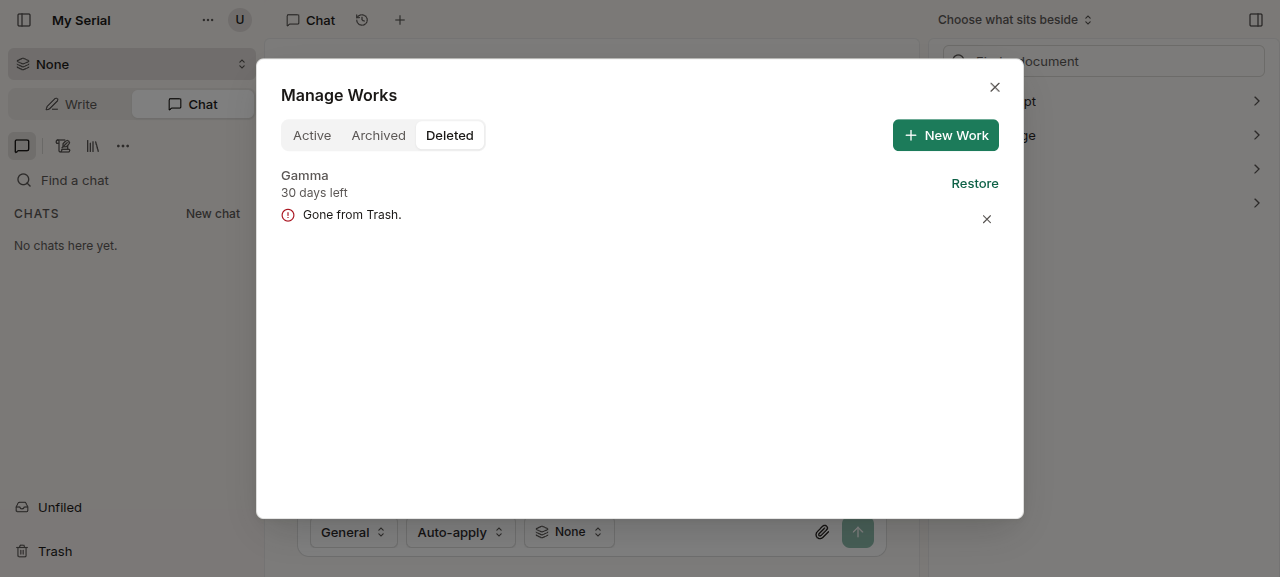 My Serial
U
Chat
Choose what sits beside
None
Write
Chat
Find a chat
CHATS
New chat
No chats here yet.
Unfiled
Trash
Manage Works
Active
Archived
Deleted
New Work
Gamma
30 days left
Restore
Gone from Trash.
General
Auto-apply
None